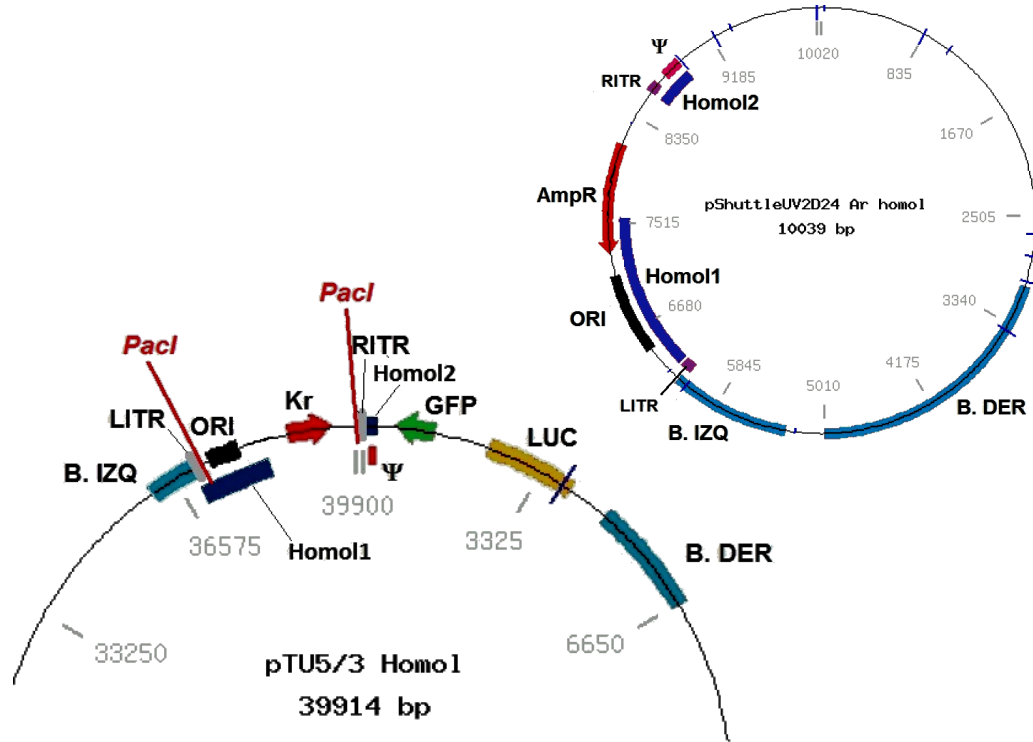 10020
835
1670
2505
3340
4175
5010
5845
6680
7515
8350
9185
Ψ
RITR
Homol2
AmpR
pShuttleUV2D24 Ar homol
10039 bp
Homol1
ORI
LITR
B. IZQ
B. DER
PacI
PacI
RITR
Homol2
LITR
ORI
Kr
GFP
LUC
B. IZQ
Ψ
39900
36575
3325
Homol1
B. DER
33250
6650
pTU5/3 Homol
39914 bp